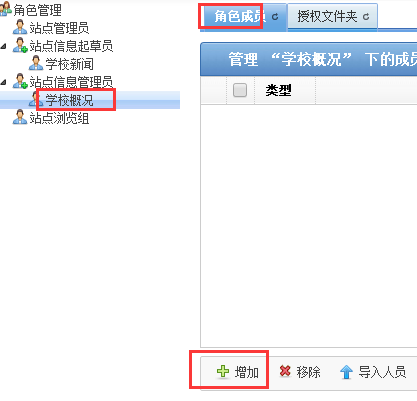 角色管理
站点管理员
站点信息起草员
学校新闻
站点信息管理员
学校概况
站点浏览组
角色成员 授权文件夹
管理 “学校概况” 下的成员
类型
增加 移除 导入人员